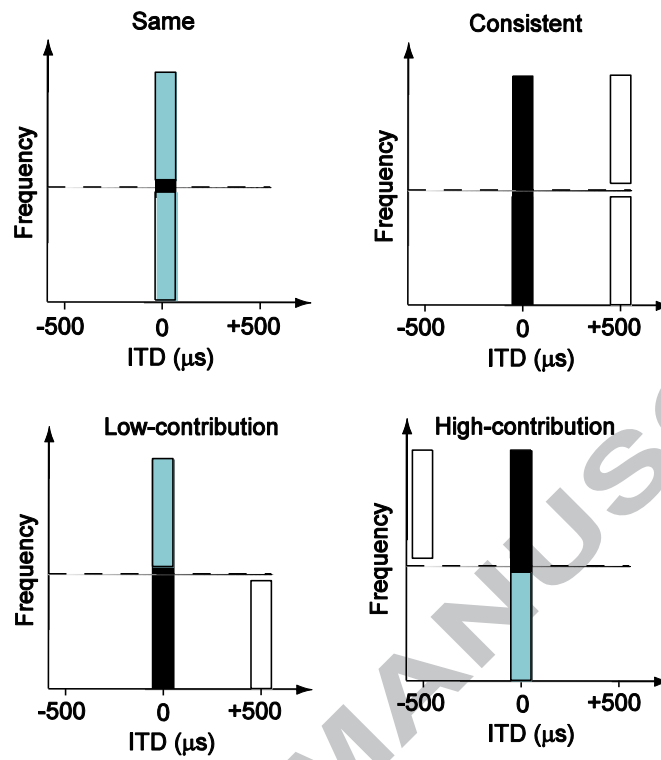 Same
Consistent
Frequency
Frequency
-500 0 +500
-500 0 +500
ITD (μs)
ITD (μs)
Low-contribution
High-contribution
Frequency
Frequency
-500 0 +500
-500 0 +500
ITD (μs)
ITD (μs)
MANUS